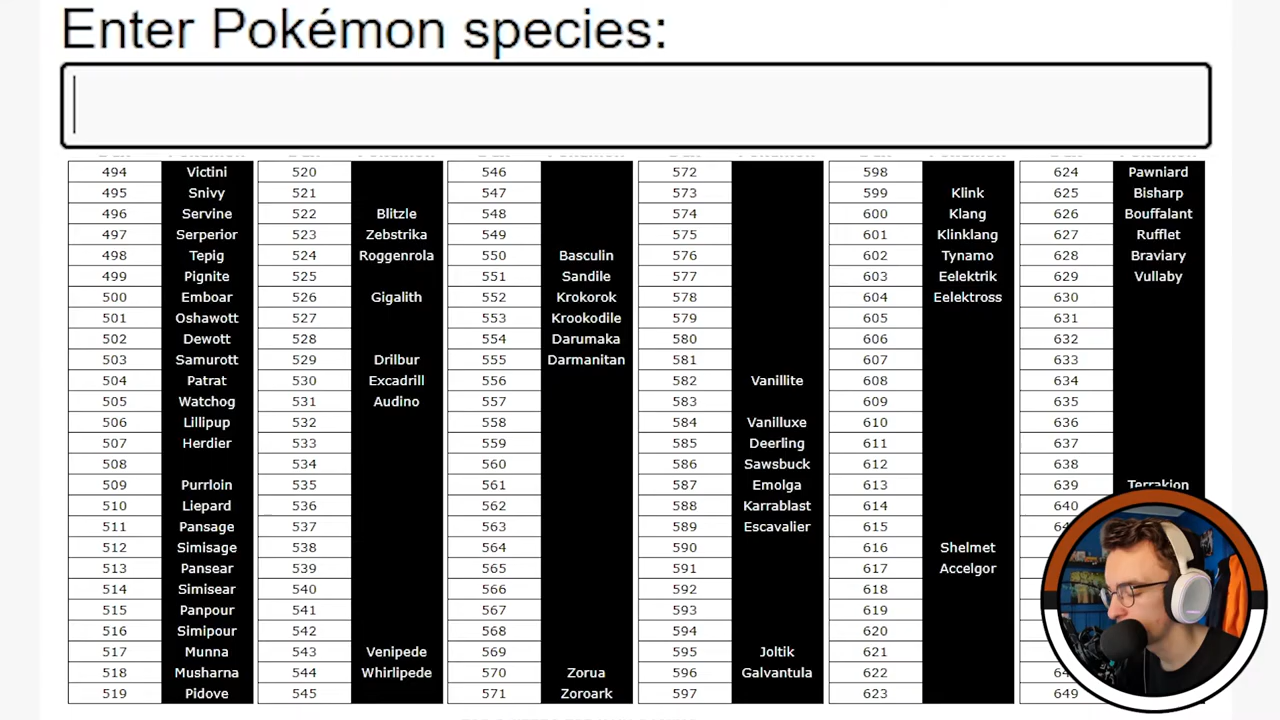 Enter Pokémon species:
494 Victini 520 546 572 598 624 Pawniard
495 Snivy 521 547 573 599 Klink 625 Bisharp
496 Servine 522 Blitzle 548 574 600 Klang 626 Bouffalant
497 Serperior 523 Zebstrika 549 575 601 Klinklang 627 Rufflet
498 Tepig 524 Roggenrola 550 Basculin 576 602 Tynamo 628 Braviary
499 Pignite 525 551 Sandile 577 603 Eelektrik 629 Vullaby
500 Emboar 526 Gigalith 552 Krokorok 578 604 Eelektross 630
501 Oshawott 527 553 Krookodile 579 605 631
502 Dewott 528 554 Darumaka 580 606 632
503 Samurott 529 Drilbur 555 Darmanitan 581 607 633
504 Patrat 530 Excadrill 556 582 Vanillite 608 634
505 Watchog 531 Audino 557 583 609 635
506 Lillipup 532 558 584 Vanilluxe 610 636
507 Herdier 533 559 585 Deerling 611 637
508 534 560 586 Sawsbuck 612 638
509 Purrloin 535 561 587 Emolga 613 639 Terrakion
510 Liepard 536 562 588 Karrablast 614 640
511 Pansage 537 563 589 Escavalier 615
512 Simisage 538 564 590 616 Shelmet
513 Pansear 539 565 591 617 Accelgor
514 Simisear 540 566 592 618
515 Panpour 541 567 593 619
516 Simipour 542 568 594 620
517 Munna 543 Venipede 569 595 Joltik 621
518 Musharna 544 Whirlipede 570 Zorua 596 Galvantula 622
519 Pidove 545 571 Zoroark 597 623 649